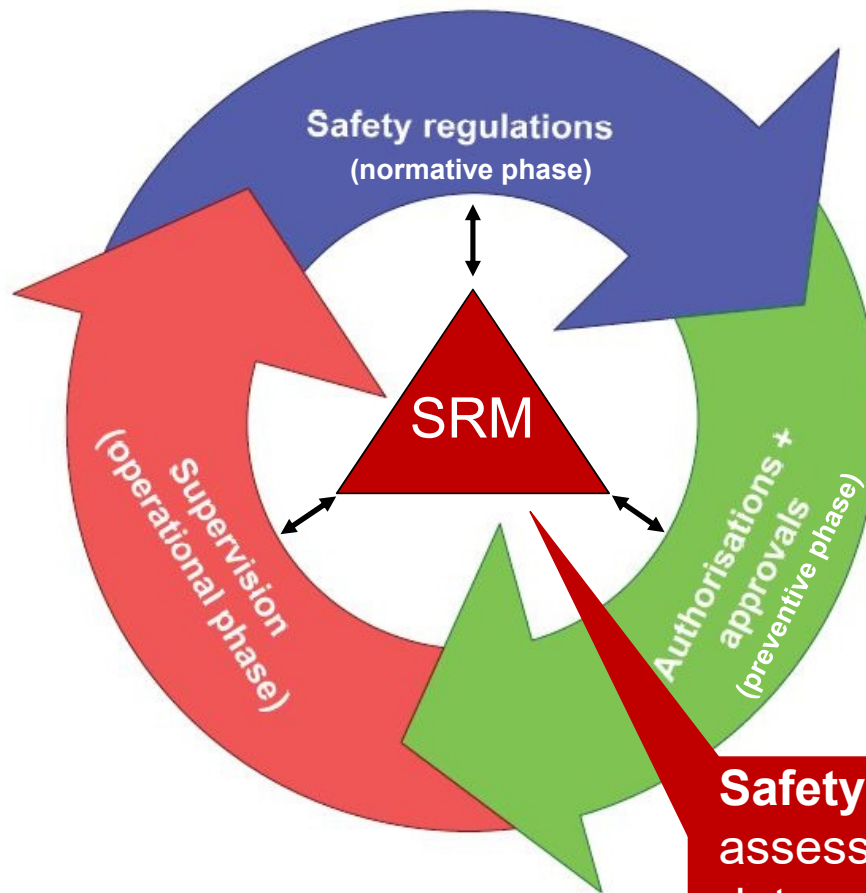 Safety regulations
(normative phase)
SRM
Authorisations +
approvals
(preventive phase)
Supervision
(operational phase)
Safety
assess